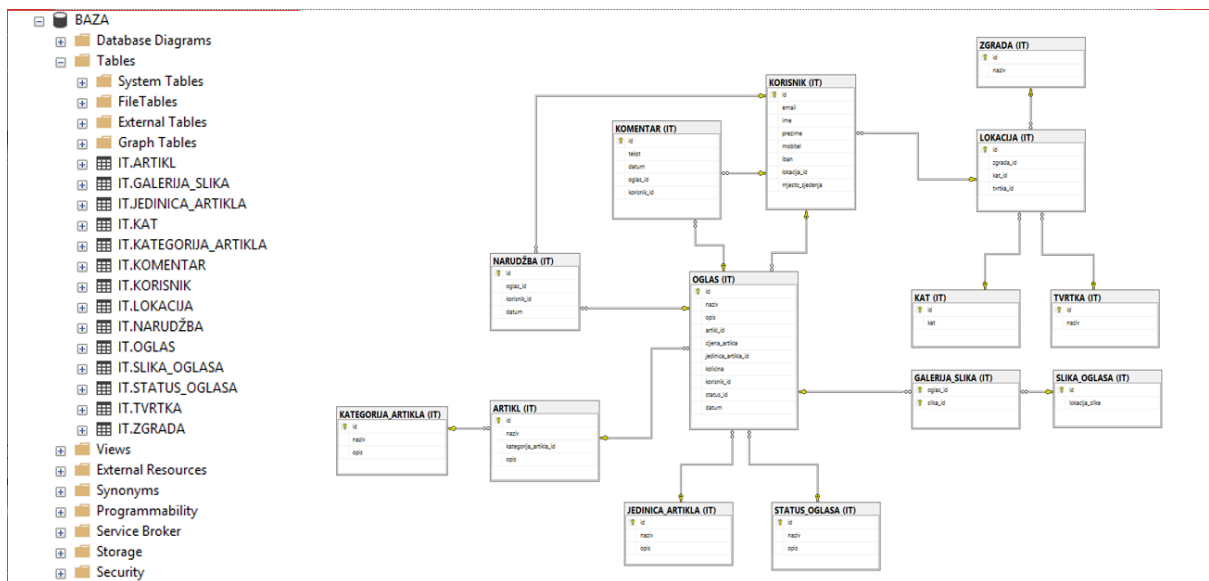 BAZA
Database Diagrams
Tables
System Tables
FileTables
External Tables
Graph Tables
IT.ARTIKL
IT.GALERIJA_SLIKA
IT.JEDINICA_ARTIKLA
IT.KAT
IT.KATEGORIJA_ARTIKLA
IT.KOMENTAR
IT.KORISNIK
IT.LOKACIJA
IT.NARUDŽBA
IT.OGLAS
IT.SLIKA_OGLASA
IT.STATUS_OGLASA
IT.TVRTKA
IT.ZGRADA
Views
External Resources
Synonyms
Programmability
Service Broker
Storage
Security
ZGRADA (IT)
id
naziv
KORISNIK (IT)
id
email
ime
prezime
mobitel
iban
lokacija_id
mjesto_sjedenja
KOMENTAR (IT)
id
tekst
datum
oglas_id
korisnik_id
LOKACIJA (IT)
id
zgrada_id
kat_id
tvrtka_id
NARUDŽBA (IT)
id
oglas_id
korisnik_id
datum
OGLAS (IT)
id
naziv
opis
artikl_id
cijena_artikla
jedinica_artikla_id
kolicina
korisnik_id
status_id
datum
KAT (IT)
id
kat
TVRTKA (IT)
id
naziv
GALERIJA_SLIKA (IT)
oglas_id
slika_id
SLIKA_OGLASA (IT)
id
lokacija_slike
KATEGORIJA_ARTIKLA (IT)
id
naziv
opis
ARTIKL (IT)
id
naziv
kategorija_artikla_id
opis
JEDINICA_ARTIKLA (IT)
id
naziv
opis
STATUS_OGLASA (IT)
id
naziv
opis